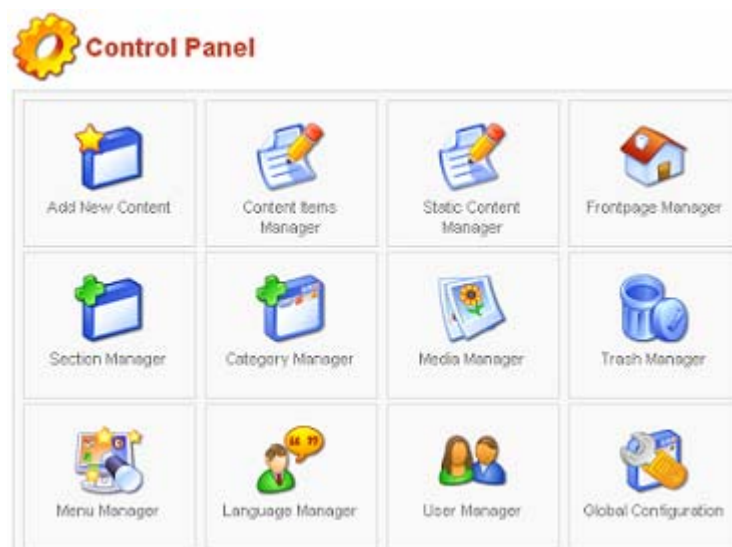 Control Panel
Add New Content
Content Items
Manager
Static Content
Manager
Frontpage Manager
Section Manager
Category Manager
Media Manager
Trash Manager
Menu Manager
Language Manager
User Manager
Global Configuration